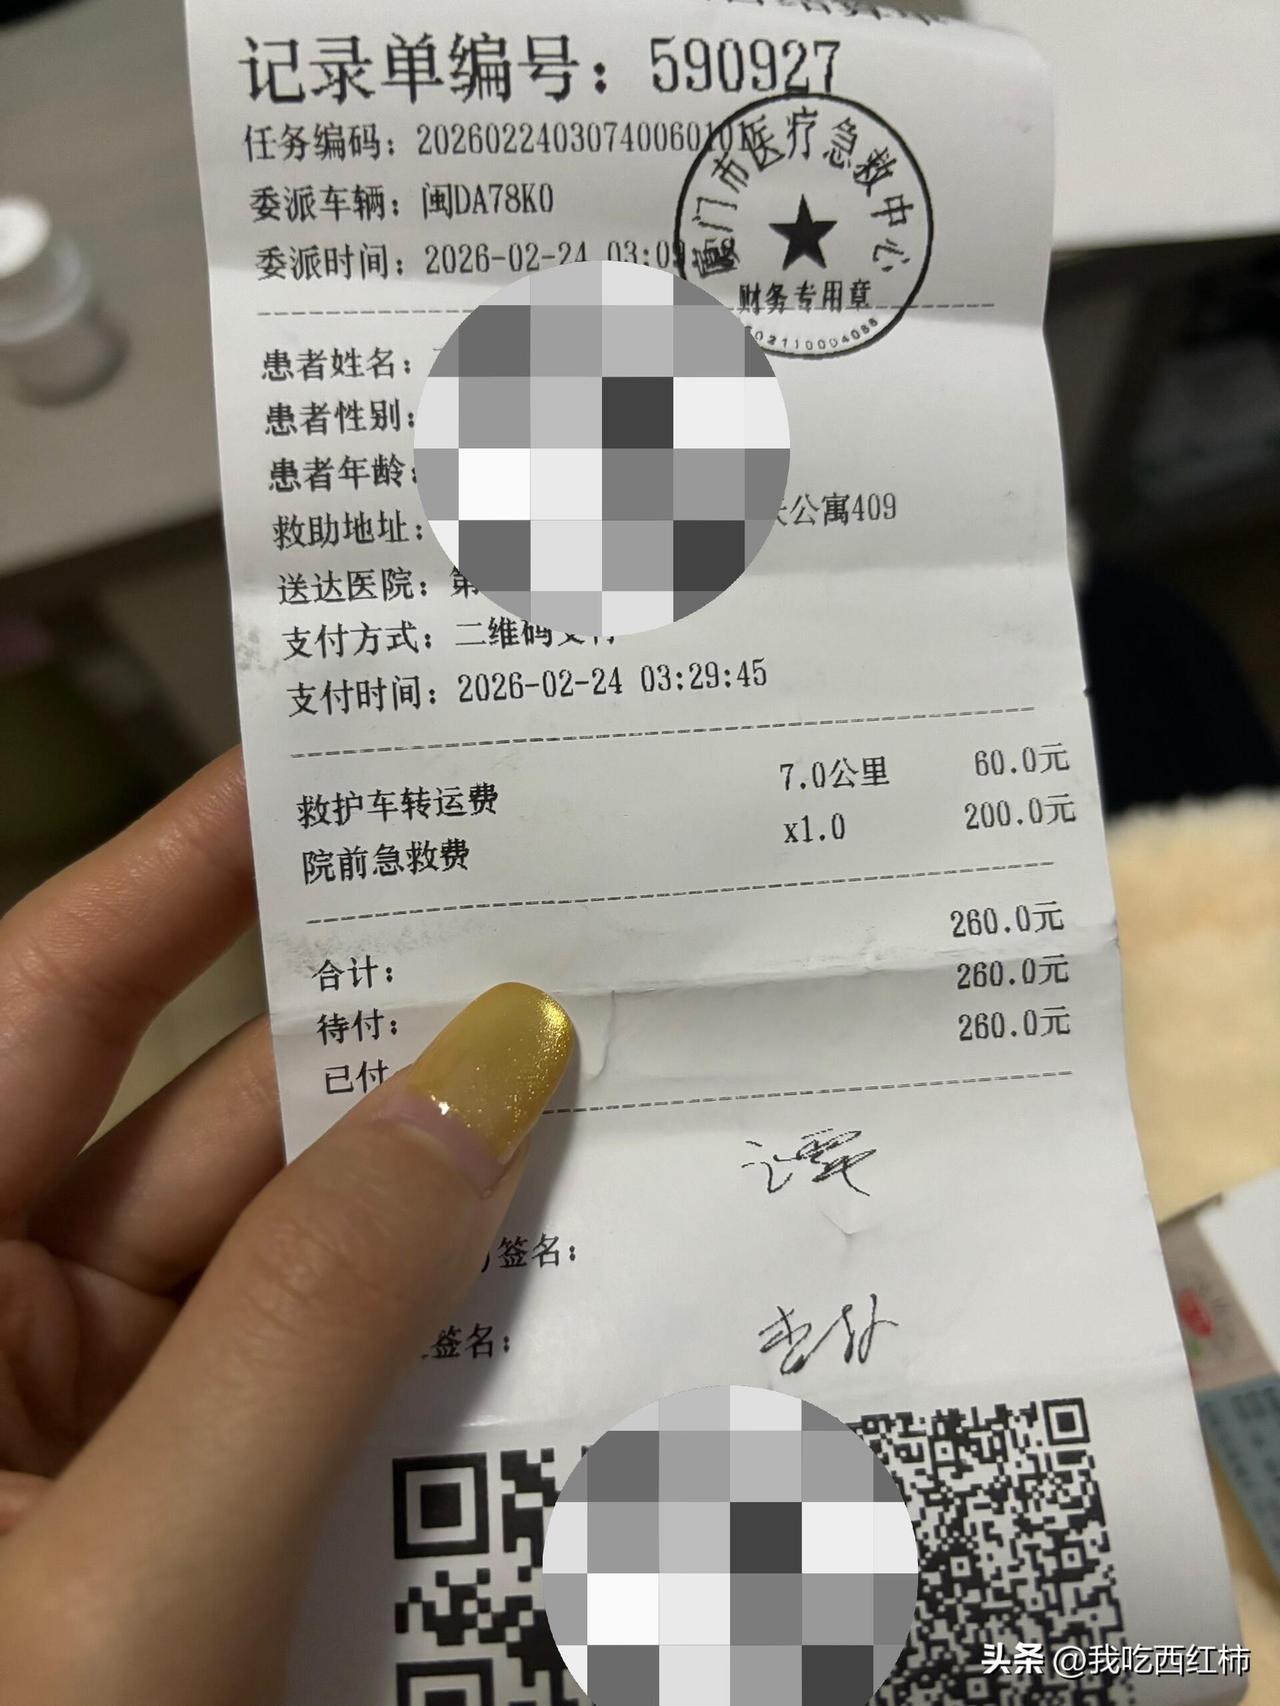 记录单编号：590927
任务编码：20260224030740060101
委派车辆：闽DA78K0
委派时间：2026-02-24 03:09:58
厦门市医疗急救中心
财务专用章
患者姓名：
患者性别：
患者年龄：
救助地址：
公寓409
送达医院：第
支付方式：二维码支付
支付时间：2026-02-24 03:29:45
救护车转运费 7.0公里 60.0元
院前急救费 x1.0 200.0元
合计： 260.0元
待付： 260.0元
已付 260.0元
签名：
签名：
头条 @我吃西红柿